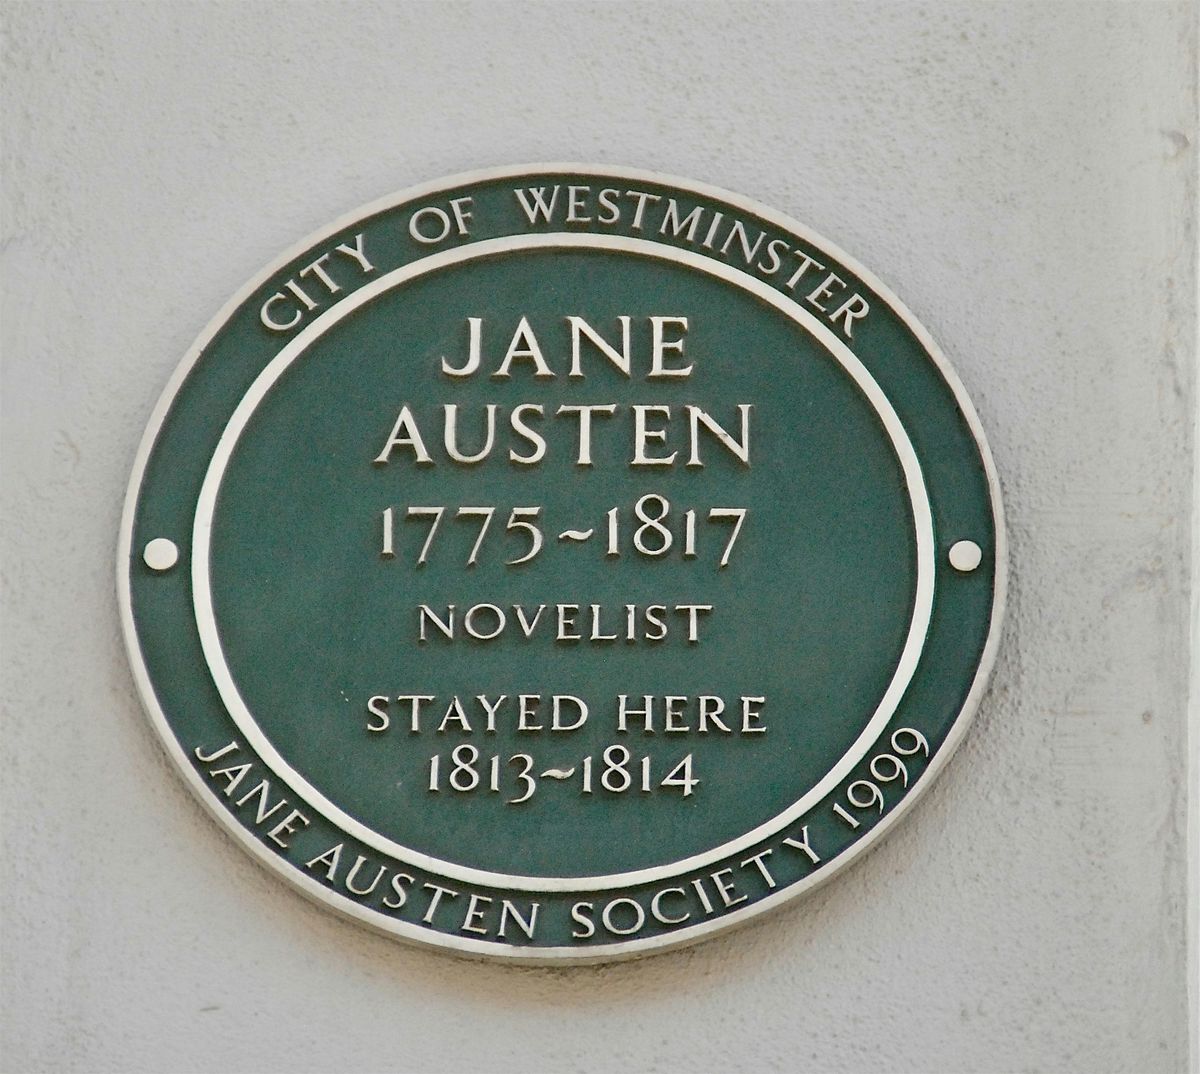 CITY OF WESTMINSTER
JANE
AUSTEN
1775~1817
NOVELIST
STAYED HERE
1813~1814
JANE AUSTEN SOCIETY 1999